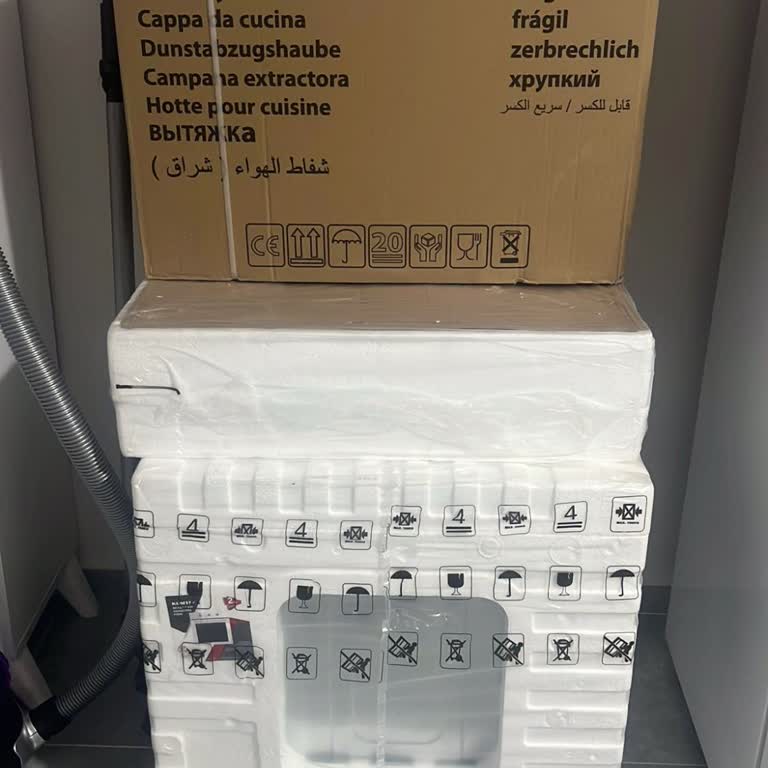 Cappa da cucina
Dunstabzugshaube
Campana extractora
Hotte pour cuisine
ВЫТЯЖКа
شفاط الهواء ( شراق )
frágil
zerbrechlich
хрупкий
قابل للكسر / سريع الكسر
CE
20
4
4
4
4